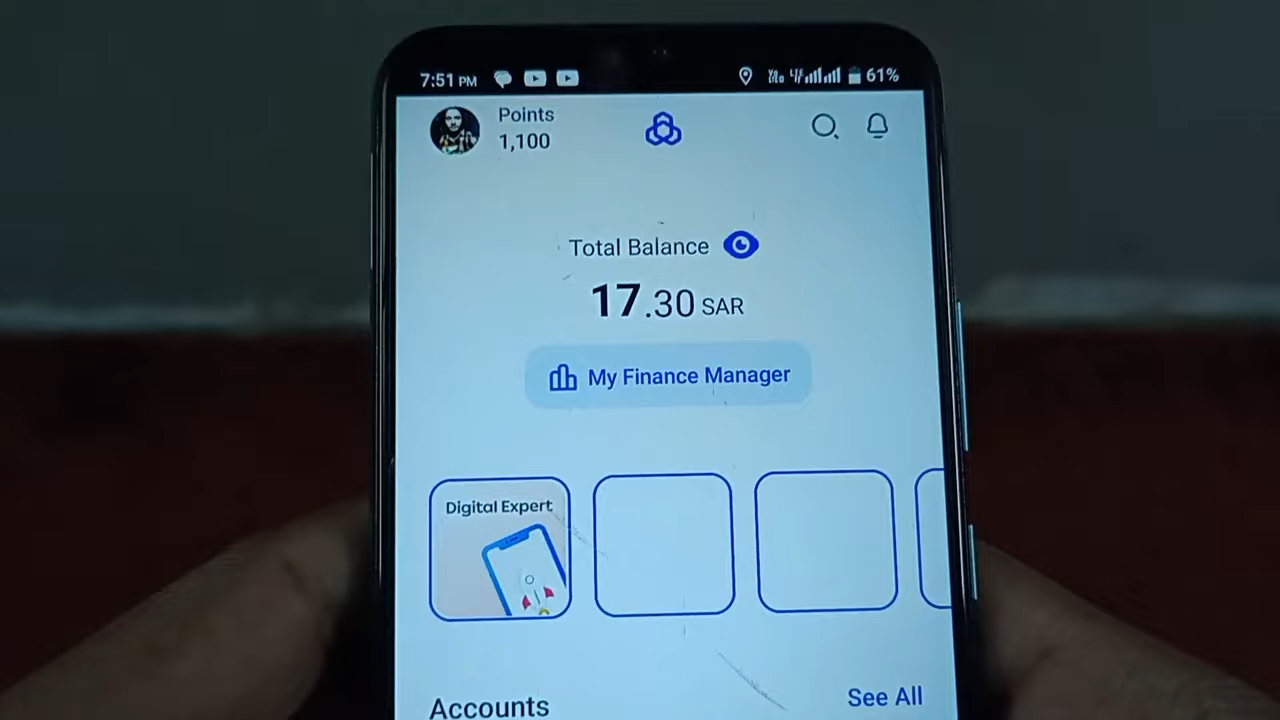 7:51 PM 61%
Points
1,100
Total Balance
17.30 SAR
My Finance Manager
Digital Expert
Accounts See All